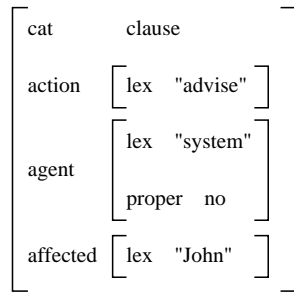 cat clause
action lex "advise"
lex "system"
agent
proper no
affected lex "John"